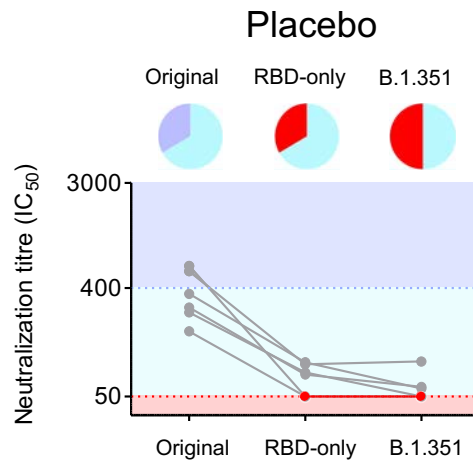 Placebo
Original RBD-only B.1.351
Neutralization titre (IC50)
3000
400
50
Original RBD-only B.1.351